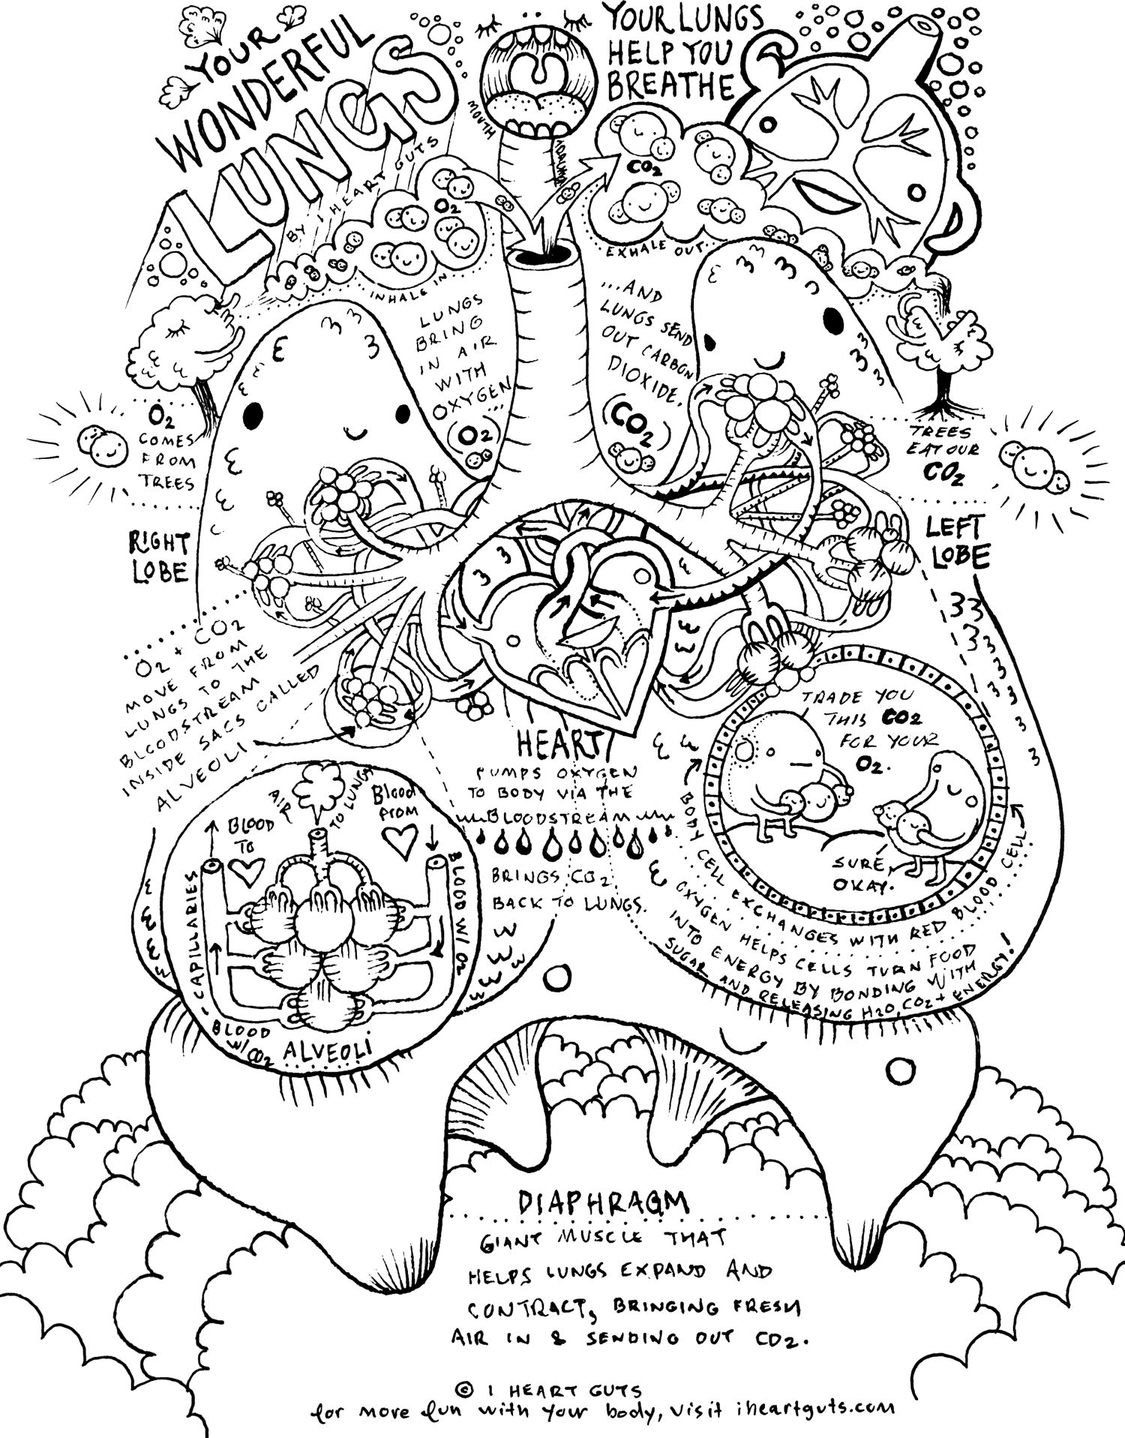 YOUR
WONDERFUL
LUNGS
BY I HEART GUTS
YOUR LUNGS
HELP YOU
BREATHE
MOUTH
CO2
O2
INHALE IN...
EXHALE OUT...
LUNGS
BRING
IN AIR
WITH
OXYGEN
...
(O2)
...AND
LUNGS SEND
OUT CARBON
DIOXIDE.
(CO2)
O2
COMES
FROM
TREES
TREES
EAT OUR
CO2
RIGHT
LOBE
LEFT
LOBE
O2 + CO2
MOVE FROM
LUNGS TO THE
BLOODSTREAM
INSIDE SACS CALLED
ALVEOLI
HEART
PUMPS OXYGEN
TO BODY VIA THE
BLOODSTREAM
BRINGS CO2
BACK TO LUNGS.
TRADE YOU
THIS CO2
FOR YOUR
O2.
SURE,
OKAY.
BODY CELL EXCHANGES WITH RED BLOOD CELL
OXYGEN HELPS CELLS TURN FOOD
INTO ENERGY BY BONDING WITH
SUGAR AND RELEASING H2O, CO2 + ENERGY!
AIR
TO LUNGS
BLOOD
TO
Blood
from
CAPILLARIES
BLOOD W/ O2
BLOOD
W/ CO2
ALVEOLI
DIAPHRAGM
GIANT MUSCLE THAT
HELPS LUNGS EXPAND AND
CONTRACT, BRINGING FRESH
AIR IN & SENDING OUT CO2.
© I HEART GUTS
for more fun with your body, visit iheartguts.com